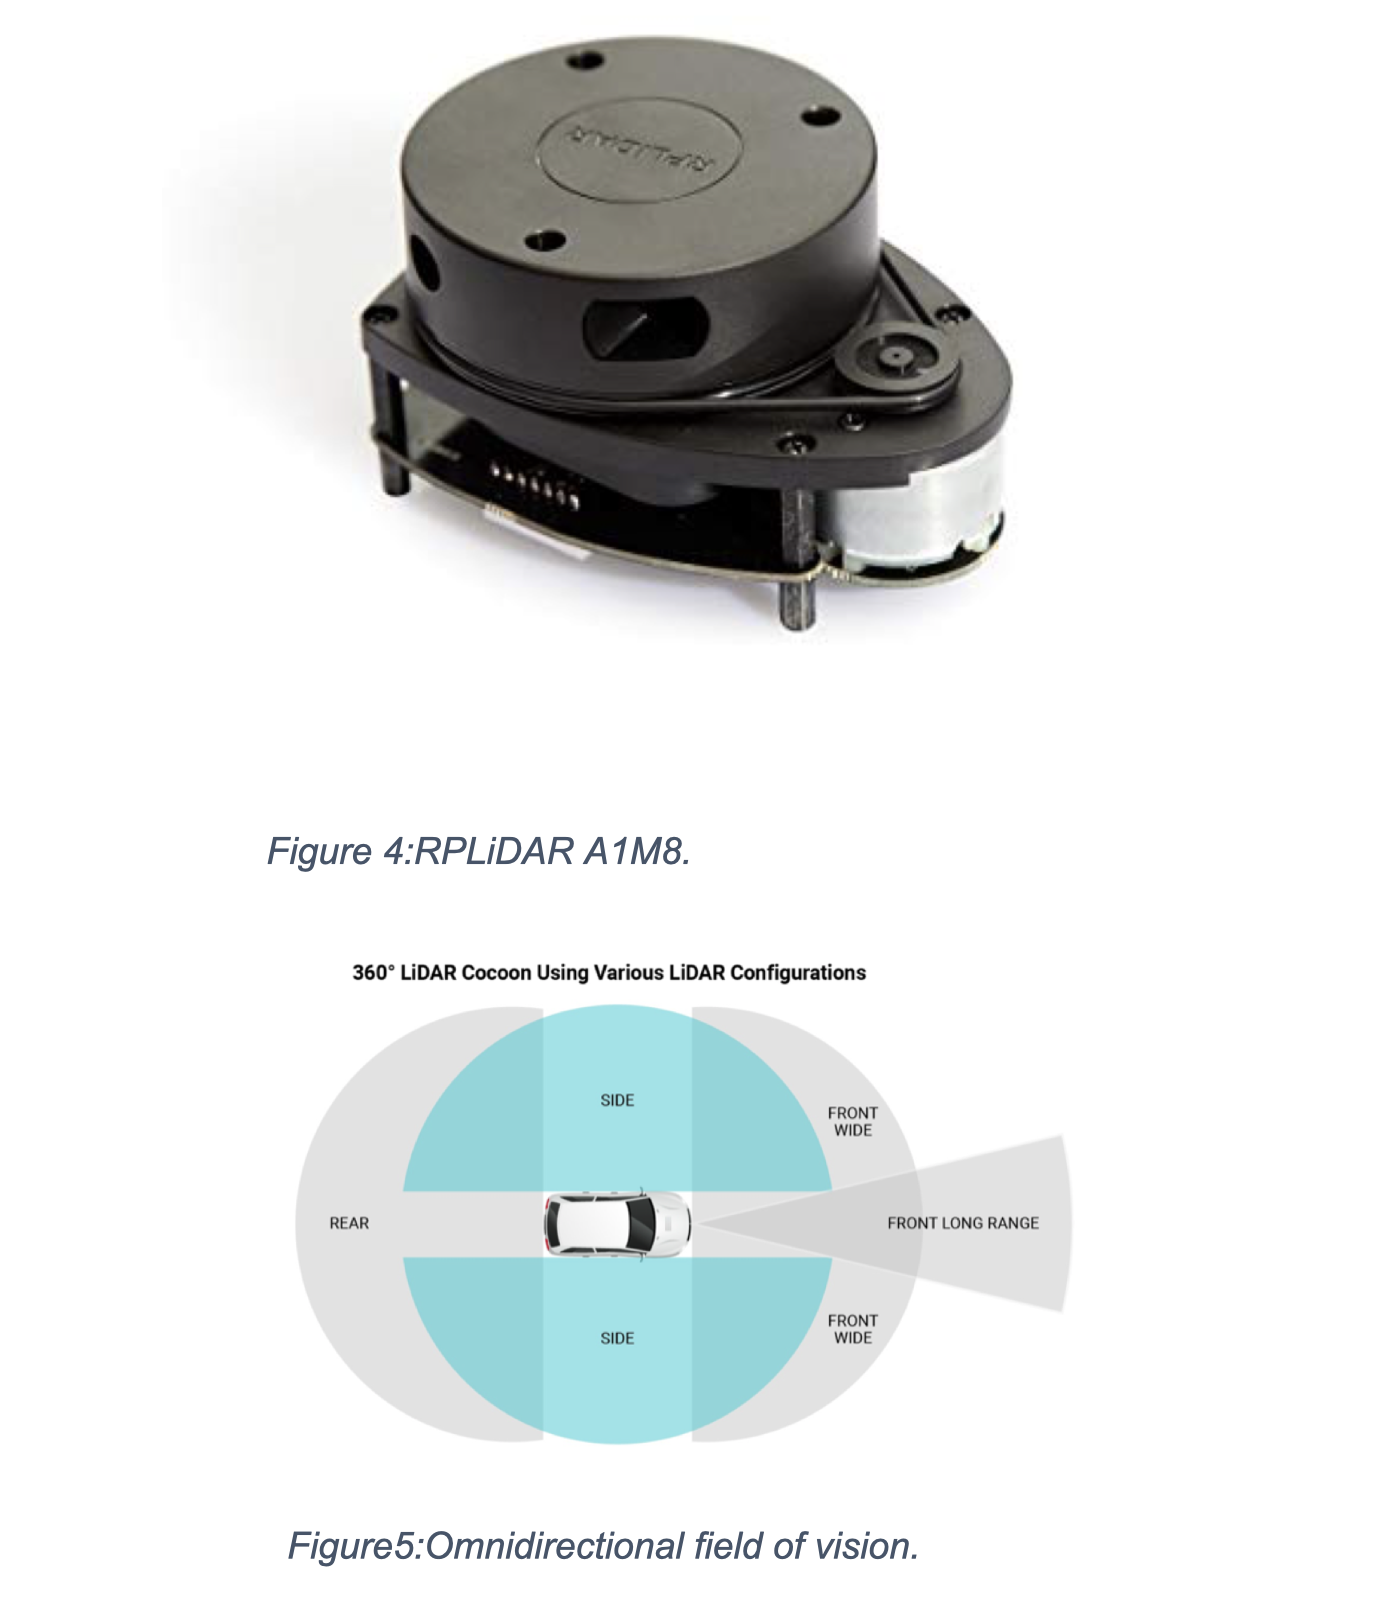 RPLIDAR
Figure 4:RPLiDAR A1M8.
360° LiDAR Cocoon Using Various LiDAR Configurations
SIDE
FRONT
WIDE
REAR
FRONT LONG RANGE
SIDE
FRONT
WIDE
Figure5:Omnidirectional field of vision.